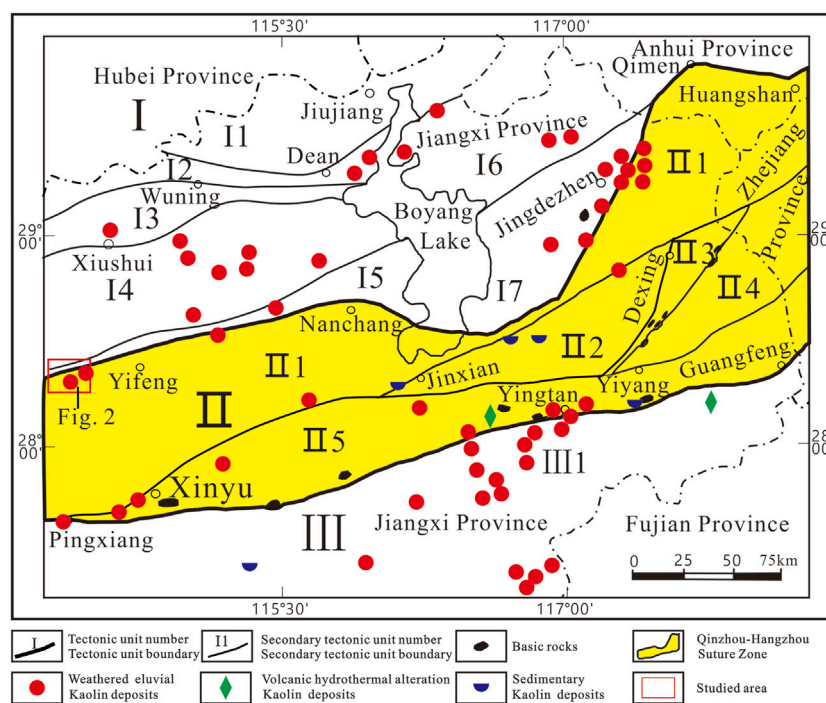 115°30′ 117°00′
Anhui Province
Hubei Province
Qimen
Huangshan
Jiujiang
I
I1
Jiangxi Province
Dean
I2
I6
II1
Zhejiang
Province
Wuning
Jingdezhen
I3
Boyang
Lake
29°
00′
29°
00′
Xiushui
II3
I4
I5
I7
Dexing
II4
Nanchang
II2
II1
Jinxian
Guangfeng
Yifeng
Yiyang
Fig. 2
II
Yingtan
28°
00′
28°
00′
II5
III1
Xinyu
Pingxiang
III
Jiangxi Province
Fujian Province
0 25 50 75km
115°30′ 117°00′
I
Tectonic unit number
Tectonic unit boundary
I1
Secondary tectonic unit number
Secondary tectonic unit boundary
Basic rocks
Qinzhou-Hangzhou
Suture Zone
Weathered eluvial
Kaolin deposits
Volcanic hydrothermal alteration
Kaolin deposits
Sedimentary
Kaolin deposits
Studied area